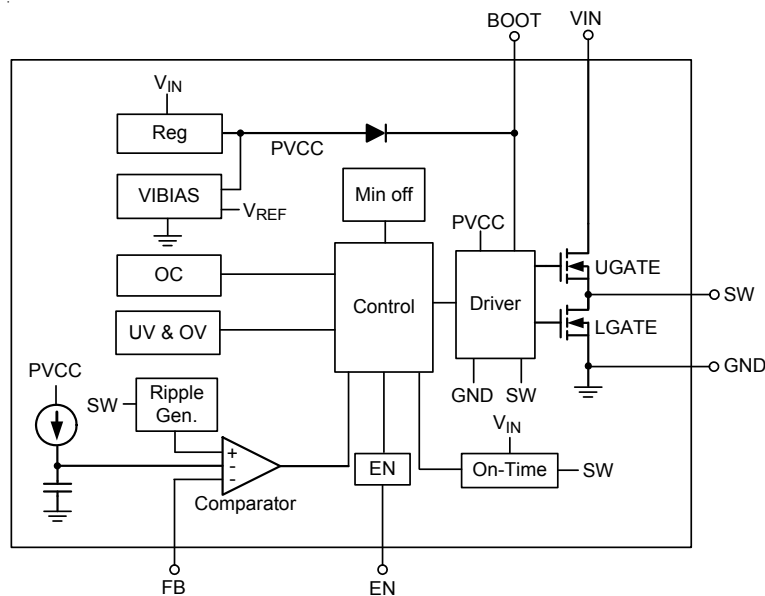 BOOT
VIN
VIN
Reg
PVCC
VIBIAS
VREF
Min off
PVCC
OC
Control
Driver
UGATE
SW
UV & OV
LGATE
PVCC
GND
SW
GND
SW
Ripple
Gen.
VIN
+
-
-
EN
On-Time
SW
Comparator
FB
EN